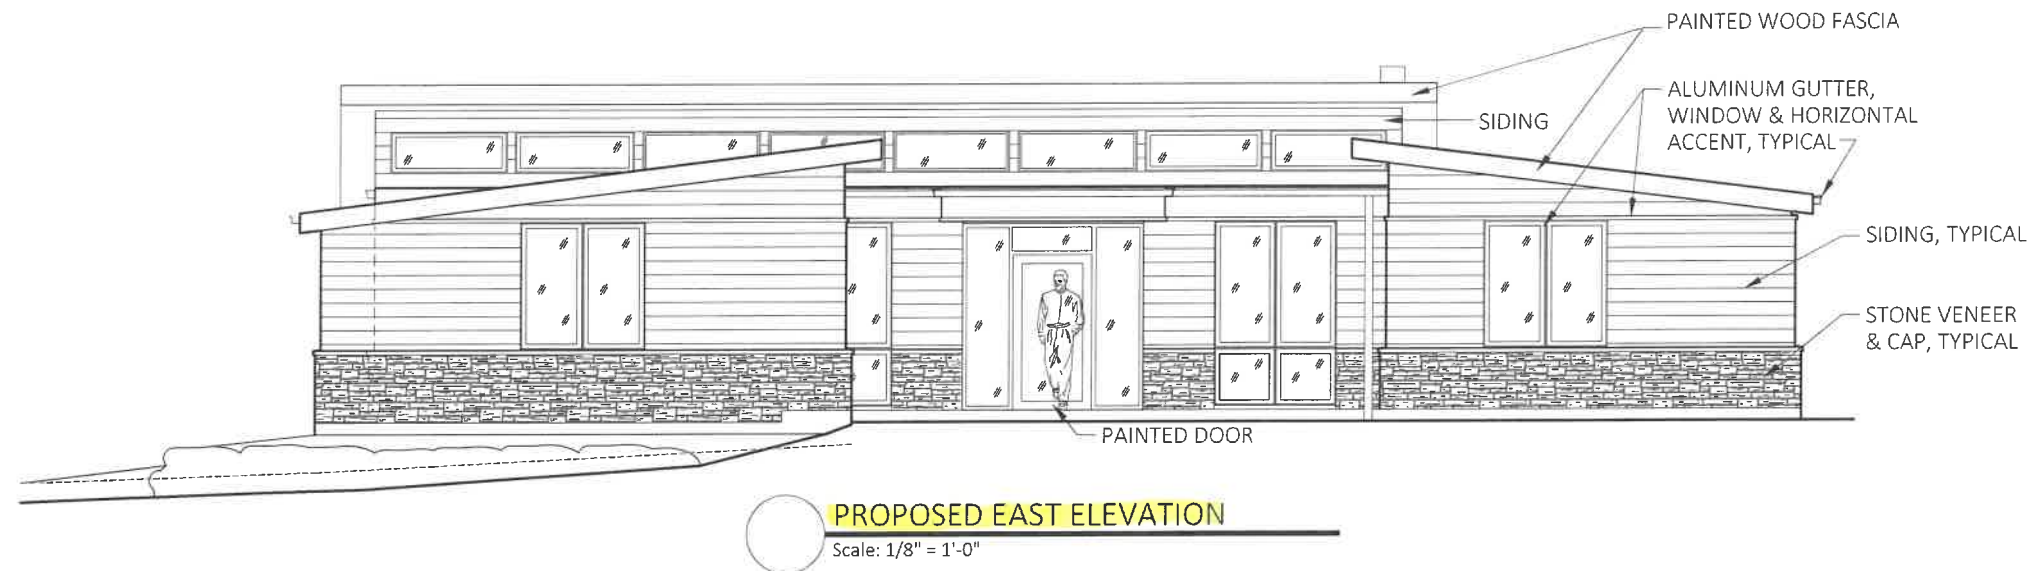 PAINTED WOOD FASCIA
ALUMINUM GUTTER,
WINDOW & HORIZONTAL
ACCENT, TYPICAL
SIDING
SIDING, TYPICAL
STONE VENEER
& CAP, TYPICAL
PAINTED DOOR
PROPOSED EAST ELEVATION
Scale: 1/8" = 1'-0"